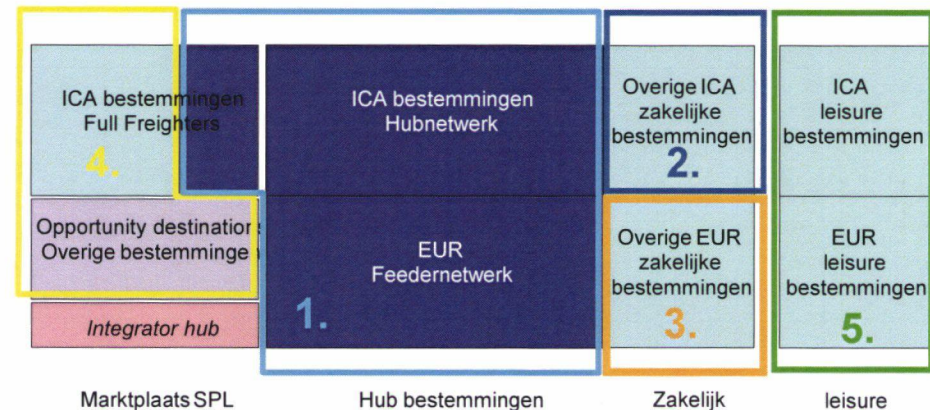 ICA bestemmingen
Full Freighters
4.
Opportunity destinations
Overige bestemmingen
Integrator hub
Marktplaats SPL
ICA bestemmingen
Hubnetwerk
EUR
Feedernetwerk
1.
Hub bestemmingen
Overige ICA
zakelijke
bestemmingen
2.
Overige EUR
zakelijke
bestemmingen
3.
Zakelijk
ICA
leisure
bestemmingen
EUR
leisure
bestemmingen
5.
leisure